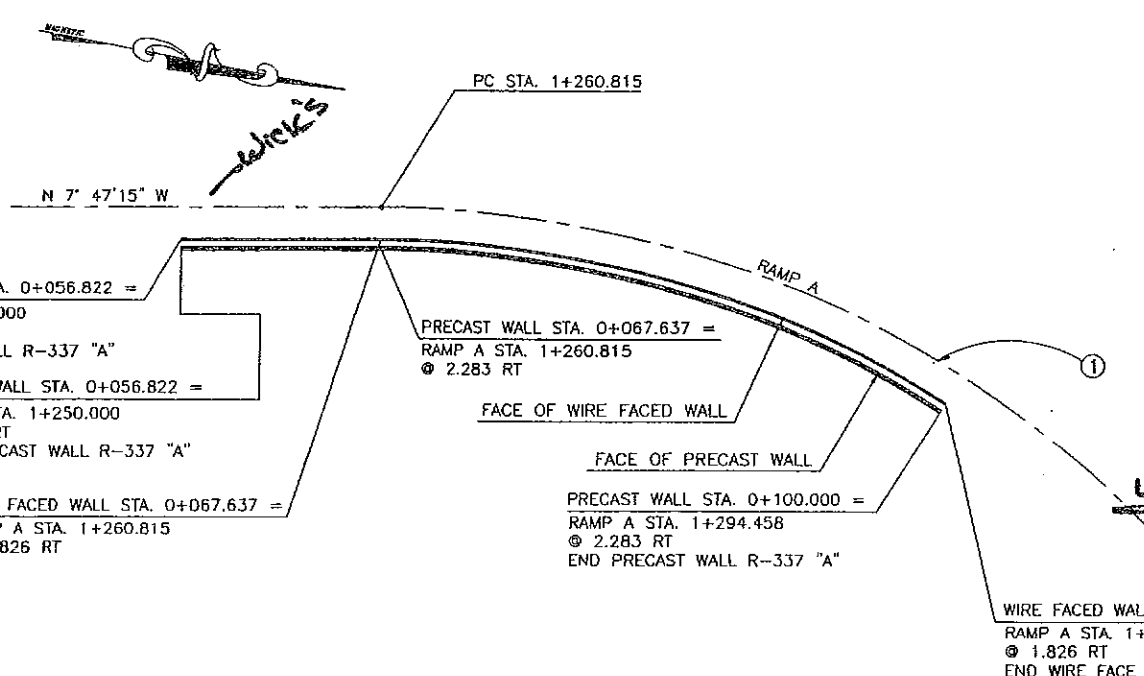 MAGNETIC
Wick's
PC STA. 1+260.815
N 7° 47'15" W
RAMP A
A. 0+056.822 =
000
L R-337 "A"
WALL STA. 0+056.822 =
TA. 1+250.000
RT
CAST WALL R-337 "A"
PRECAST WALL STA. 0+067.637 =
RAMP A STA. 1+260.815
@ 2.283 RT
1
FACE OF WIRE FACED WALL
FACE OF PRECAST WALL
FACED WALL STA. 0+067.637 =
P A STA. 1+260.815
826 RT
PRECAST WALL STA. 0+100.000 =
RAMP A STA. 1+294.458
@ 2.283 RT
END PRECAST WALL R-337 "A"
WIRE FACED WAL
RAMP A STA. 1+
@ 1.826 RT
END WIRE FACE